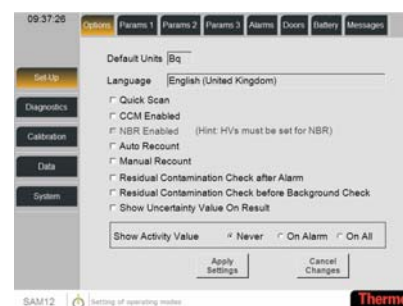 09:37:26
Options Params 1 Params 2 Params 3 Alarms Doors Battery Messages
Default Units Bq
Set-Up
Language English (United Kingdom)
Quick Scan
Diagnostics
CCM Enabled
NBR Enabled (Hint: HVs must be set for NBR)
Calibration
Auto Recount
Manual Recount
Data
Residual Contamination Check after Alarm
Residual Contamination Check before Background Check
System
Show Uncertainty Value On Result
Show Activity Value Never On Alarm On All
Apply Settings
Cancel Changes
SAM12 Setting of operating modes Thermo